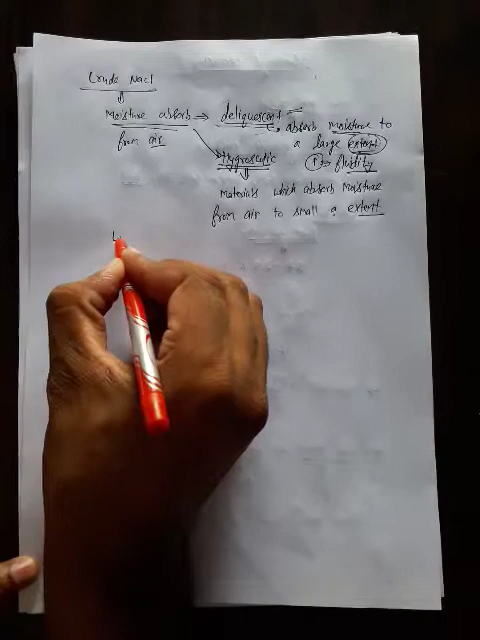 Crude Nacl
⇓
Moisture absorb → deliquescent =
from air
absorb moisture to
a large extent
(↑→ fluidity
Hygroscutic
⇓
Materials which absorb Moisture
from air to small a extent